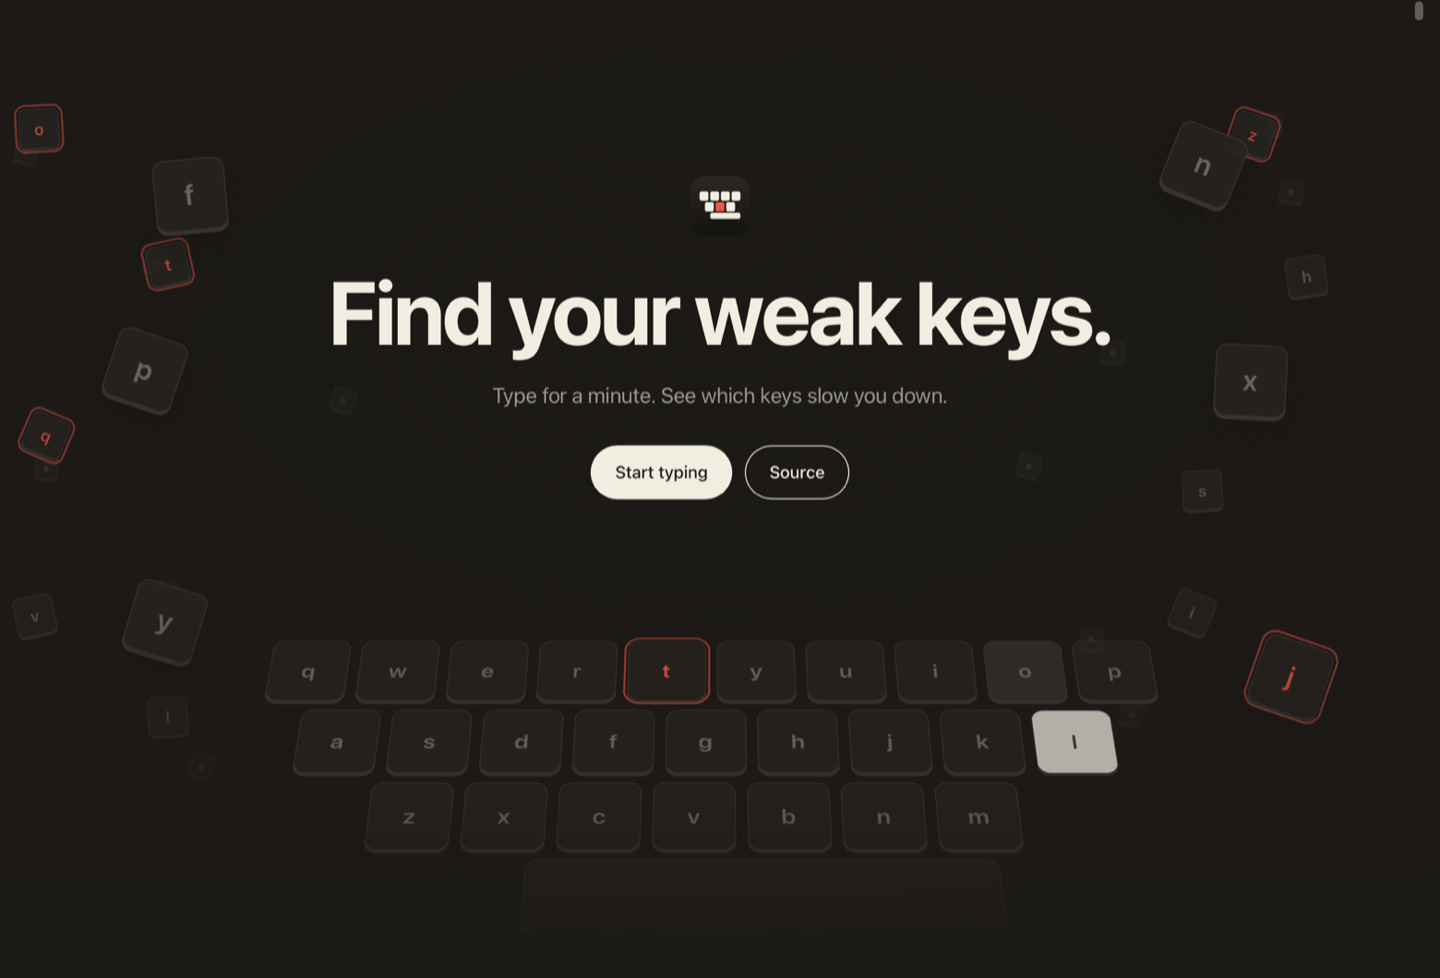 o
z
n
f
t
h
Find your weak keys.
p
x
Type for a minute. See which keys slow you down.
q
Start typing
Source
s
v
y
i
q w e r t y u i o p
j
l
a s d f g h j k l
z x c v b n m